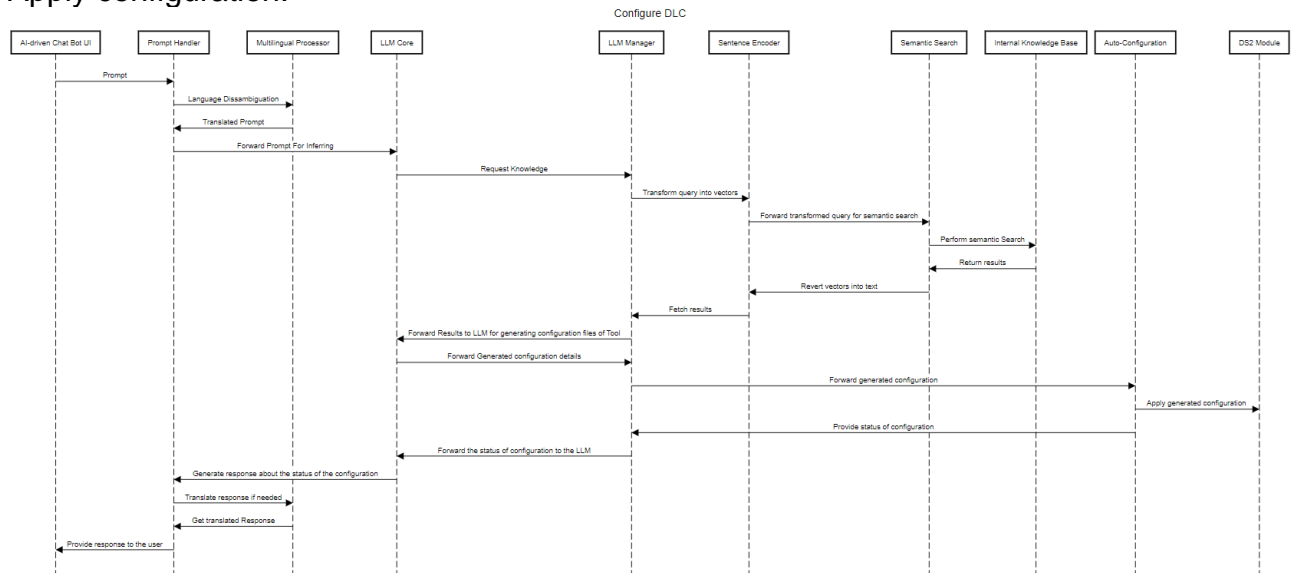 Apply configuration.
Configure DLC
AI-driven Chat Bot UI
Prompt Handler
Multilingual Processor
LLM Core
LLM Manager
Sentence Encoder
Semantic Search
Internal Knowledge Base
Auto-Configuration
DS2 Module
Prompt
Language Dissambiguation
Translated Prompt
Forward Prompt For Inferring
Request Knowledge
Transform query into vectors
Forward transformed query for semantic search
Perform semantic Search
Return results
Revert vectors into text
Fetch results
Forward Results to LLM for generating configuration files of Tool
Forward Generated configuration details
Forward generated configuration
Apply generated configuration
Provide status of configuration
Forward the status of configuration to the LLM
Generate response about the status of the configuration
Translate response if needed
Get translated Response
Provide response to the user